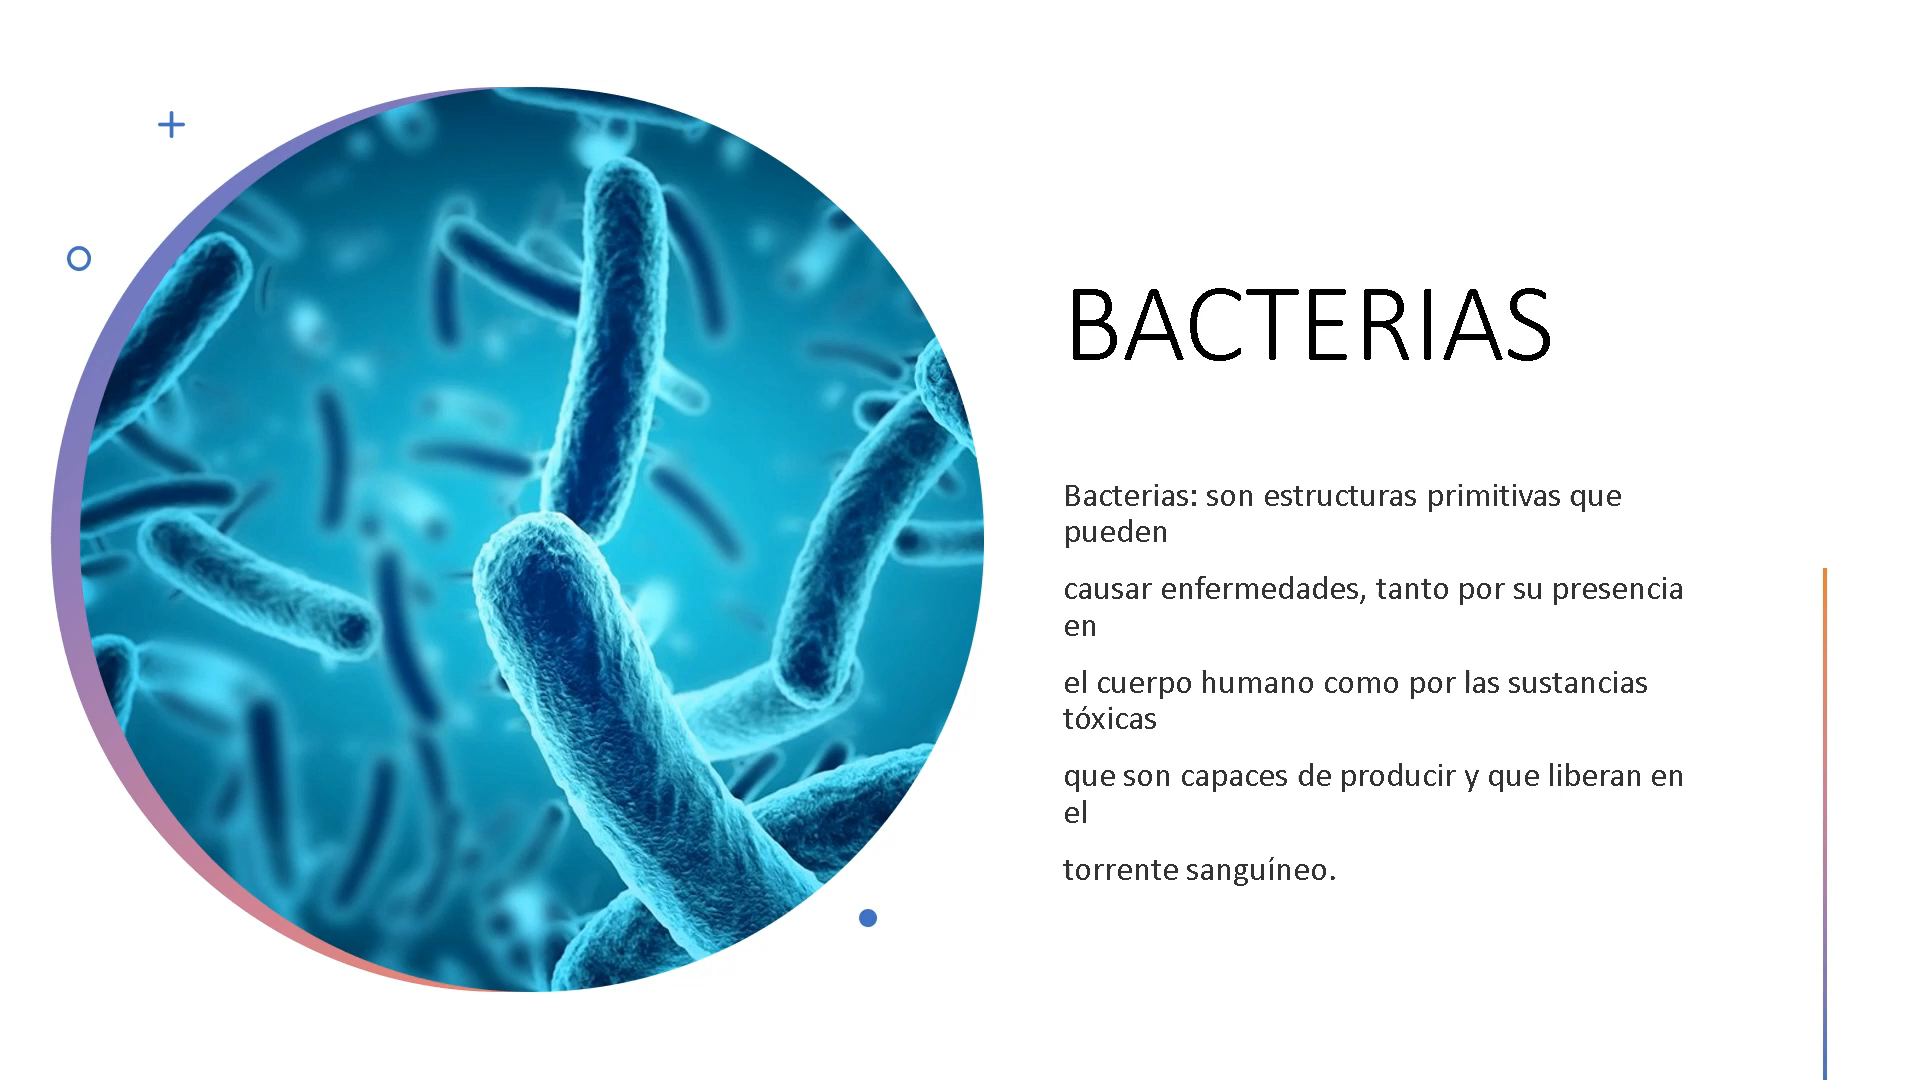 BACTERIAS
Bacterias: son estructuras primitivas que
pueden
causar enfermedades, tanto por su presencia
en
el cuerpo humano como por las sustancias
tóxicas
que son capaces de producir y que liberan en
el
torrente sanguíneo.